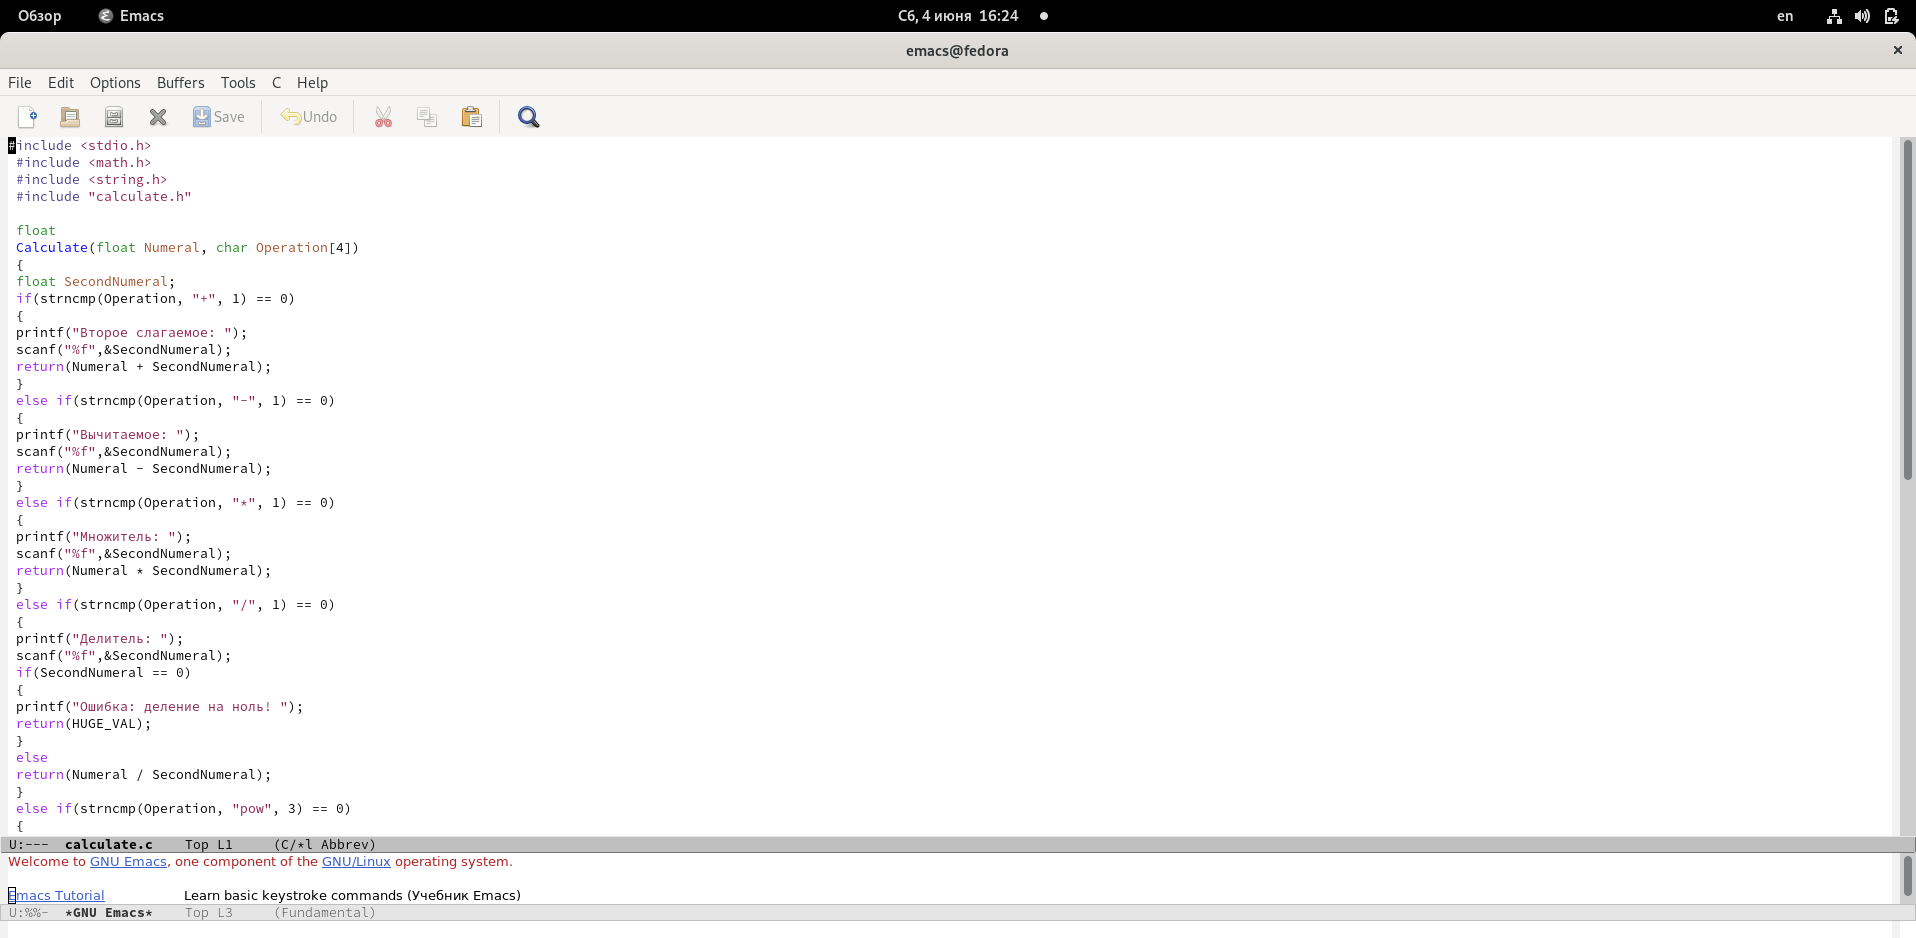 Обзор Emacs Сб, 4 июня 16:24 en
emacs@fedora
File Edit Options Buffers Tools C Help
Save Undo
#include <stdio.h>
#include <math.h>
#include <string.h>
#include "calculate.h"
float
Calculate(float Numeral, char Operation[4])
{
float SecondNumeral;
if(strncmp(Operation, "+", 1) == 0)
{
printf("Второе слагаемое: ");
scanf("%f",&SecondNumeral);
return(Numeral + SecondNumeral);
}
else if(strncmp(Operation, "-", 1) == 0)
{
printf("Вычитаемое: ");
scanf("%f",&SecondNumeral);
return(Numeral - SecondNumeral);
}
else if(strncmp(Operation, "*", 1) == 0)
{
printf("Множитель: ");
scanf("%f",&SecondNumeral);
return(Numeral * SecondNumeral);
}
else if(strncmp(Operation, "/", 1) == 0)
{
printf("Делитель: ");
scanf("%f",&SecondNumeral);
if(SecondNumeral == 0)
{
printf("Ошибка: деление на ноль! ");
return(HUGE_VAL);
}
else
return(Numeral / SecondNumeral);
}
else if(strncmp(Operation, "pow", 3) == 0)
{
U:--- calculate.c Top L1 (C/*l Abbrev)
Welcome to GNU Emacs, one component of the GNU/Linux operating system.
Emacs Tutorial Learn basic keystroke commands (Учебник Emacs)
U:%%- *GNU Emacs* Top L3 (Fundamental)